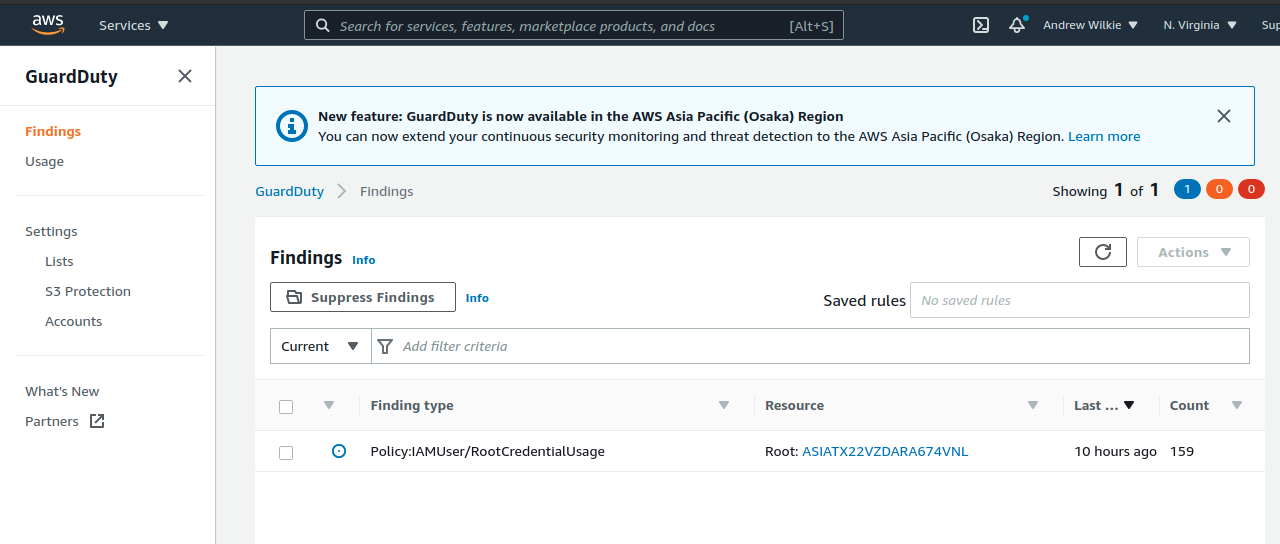 aws Services Search for services, features, marketplace products, and docs [Alt+S] Andrew Wilkie N. Virginia Sup
GuardDuty
Findings
Usage
Settings
Lists
S3 Protection
Accounts
What's New
Partners
New feature: GuardDuty is now available in the AWS Asia Pacific (Osaka) Region
You can now extend your continuous security monitoring and threat detection to the AWS Asia Pacific (Osaka) Region. Learn more
GuardDuty Findings Showing 1 of 1 1 0 0
Findings Info Actions
Suppress Findings Info Saved rules No saved rules
Current Add filter criteria
Finding type Resource Last ... Count
Policy:IAMUser/RootCredentialUsage Root: ASIATX22VZDARA674VNL 10 hours ago 159